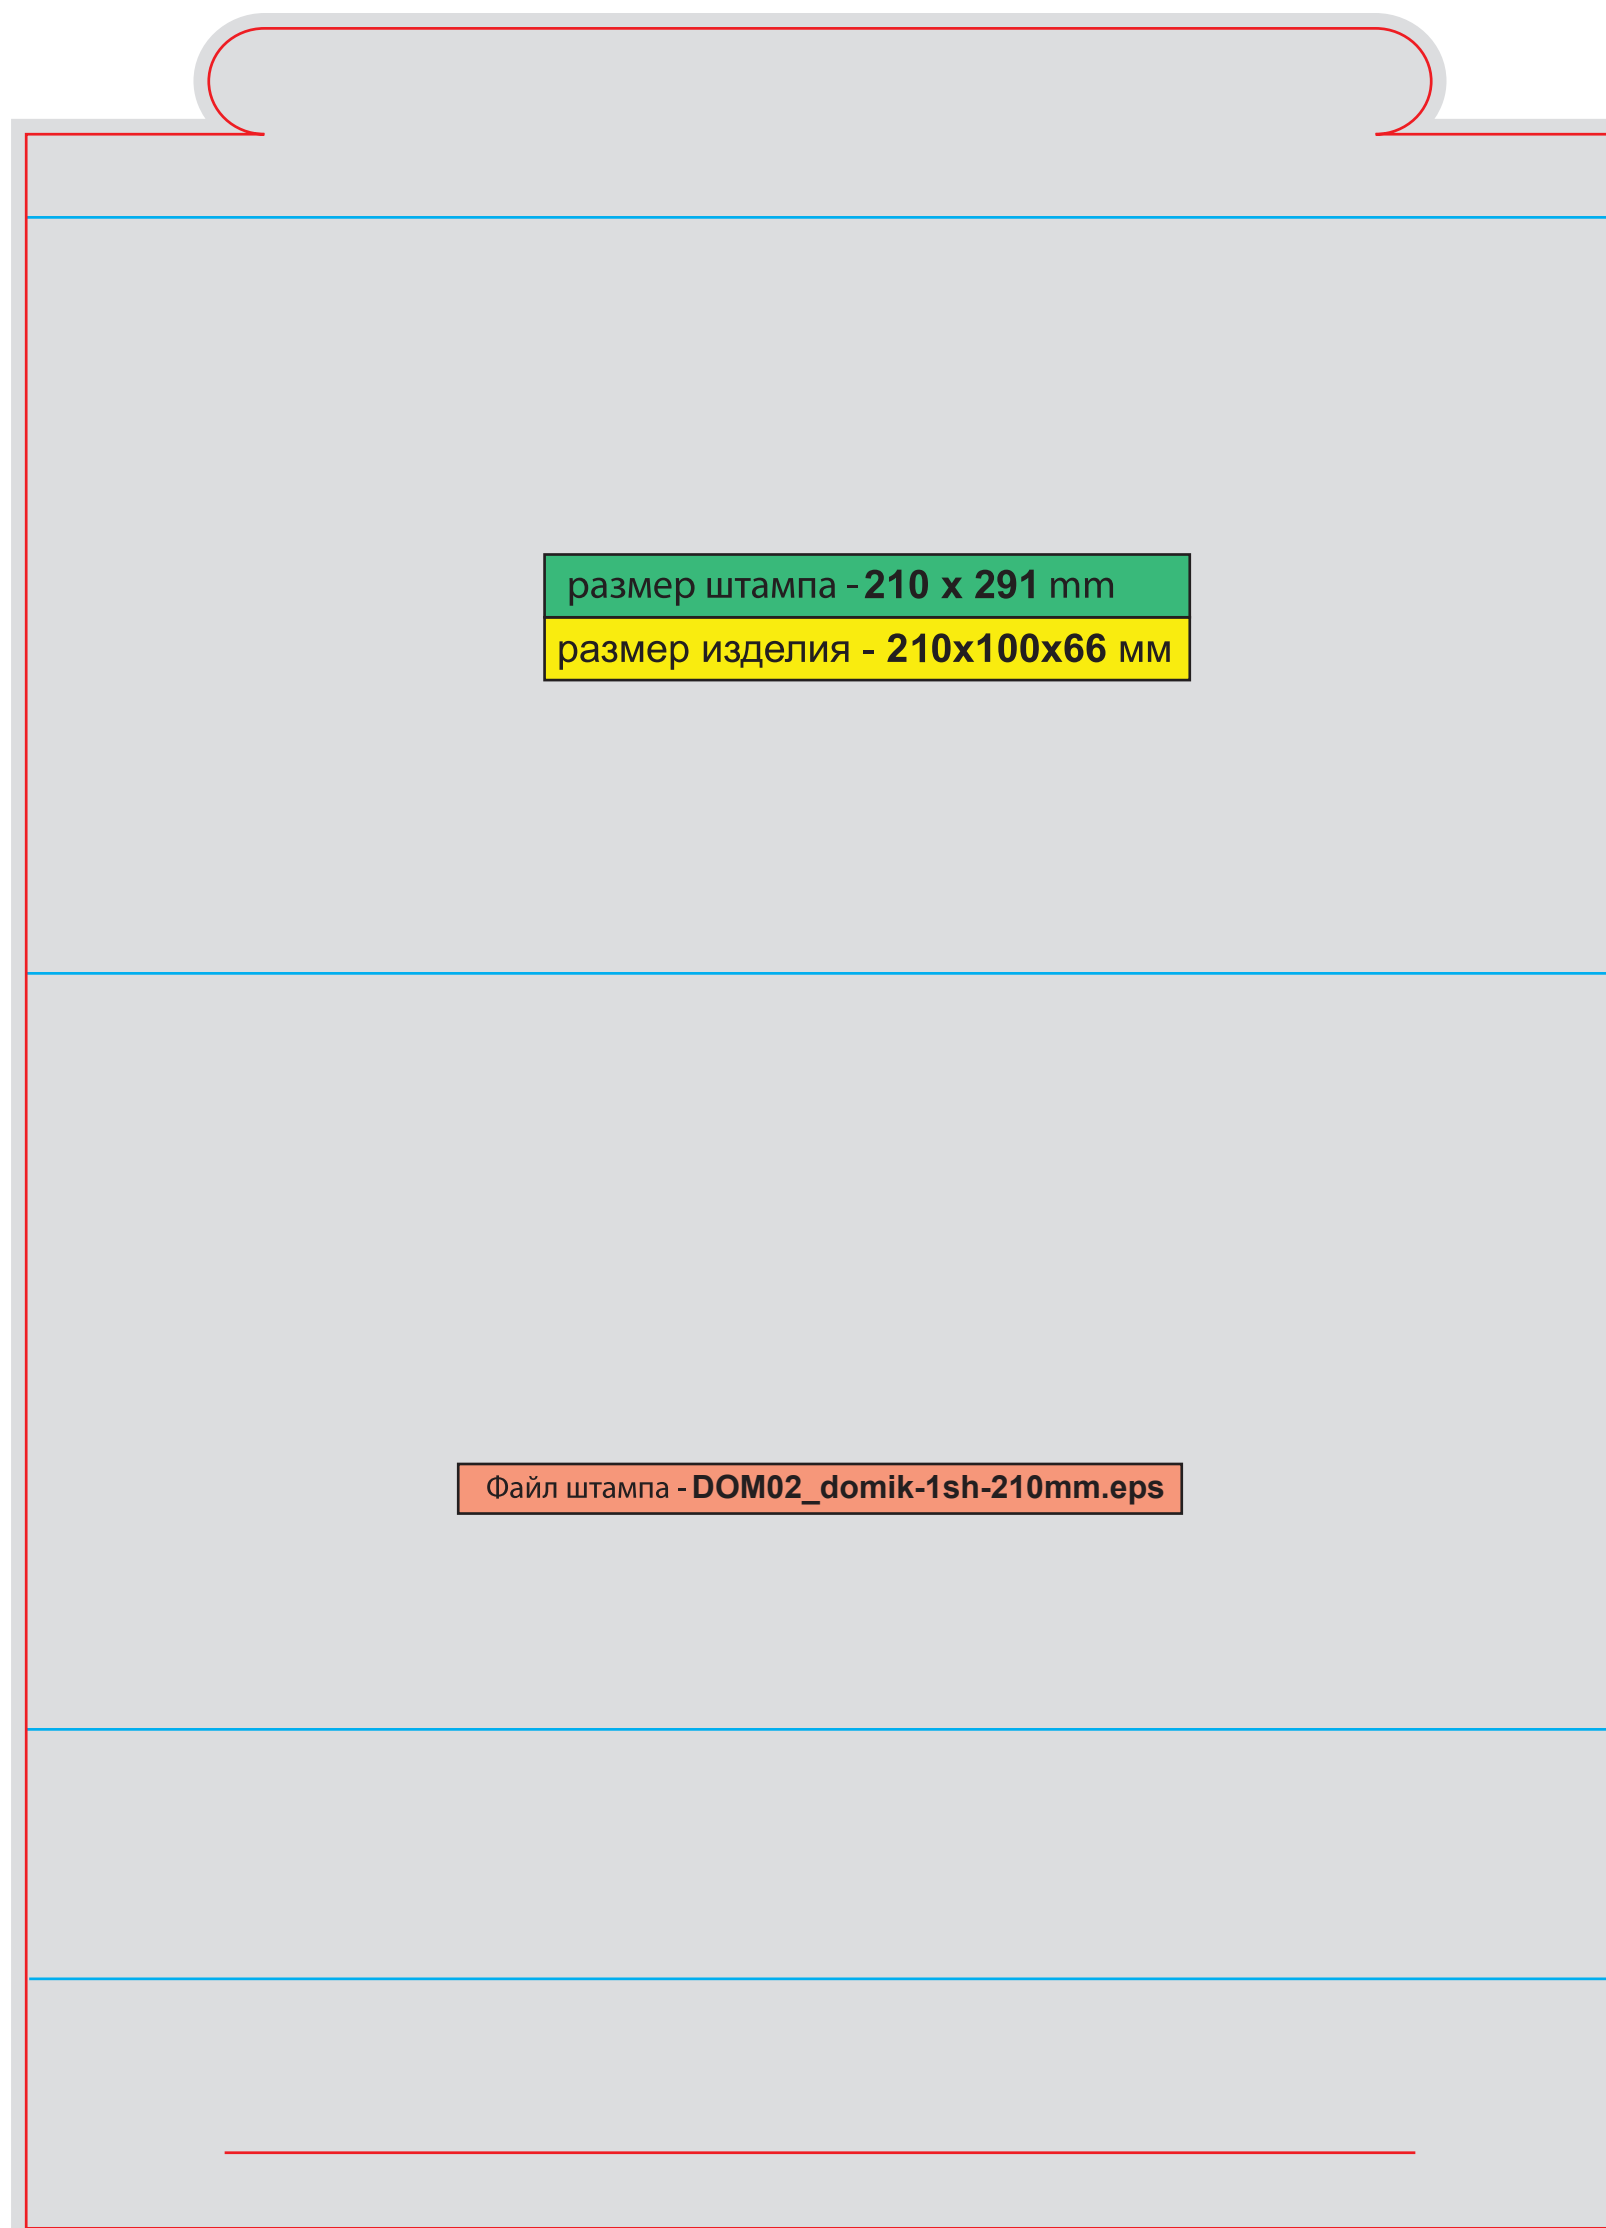 размер штампа - 210 x 291 mm
размер изделия - 210x100x66 мм
Файл штампа - DOM02_domik-1sh-210mm.eps